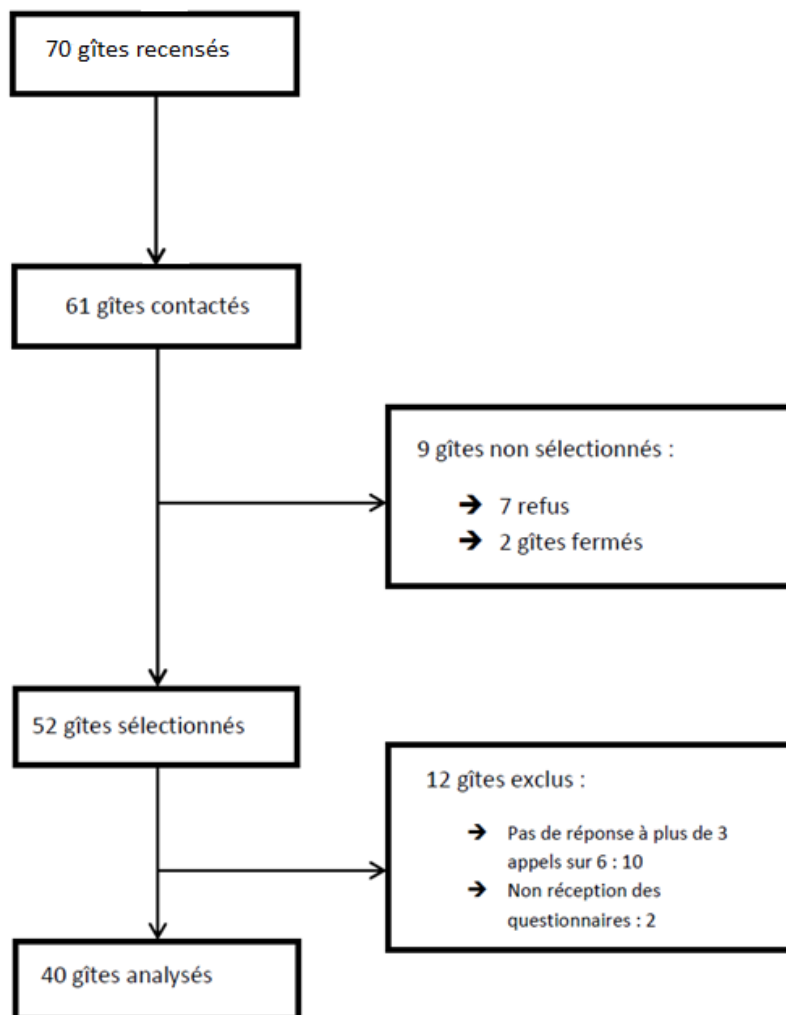 70 gîtes recensés
61 gîtes contactés
9 gîtes non sélectionnés :
➔ 7 refus
➔ 2 gîtes fermés
52 gîtes sélectionnés
12 gîtes exclus :
➔ Pas de réponse à plus de 3
appels sur 6 : 10
➔ Non réception des
questionnaires : 2
40 gîtes analysés